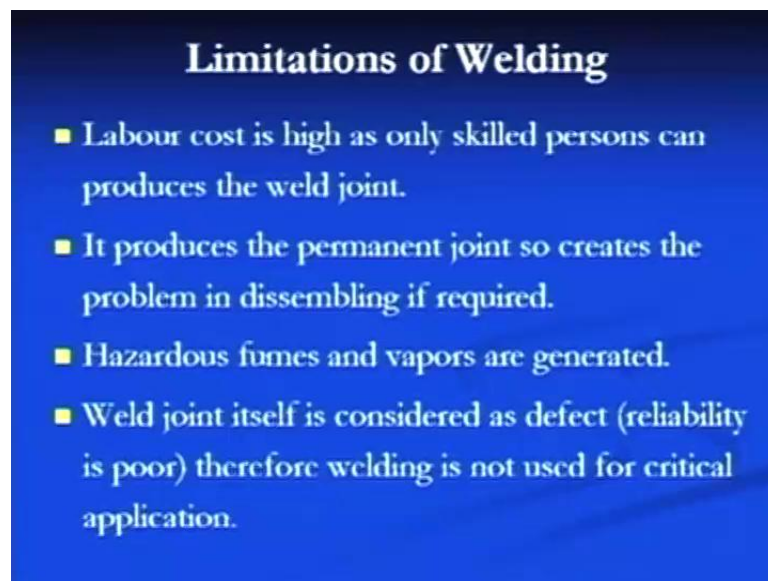 Limitations of Welding
Labour cost is high as only skilled persons can
produces the weld joint.
It produces the permanent joint so creates the
problem in dissembling if required.
Hazardous fumes and vapors are generated.
Weld joint itself is considered as defect (reliability
is poor) therefore welding is not used for critical
application.